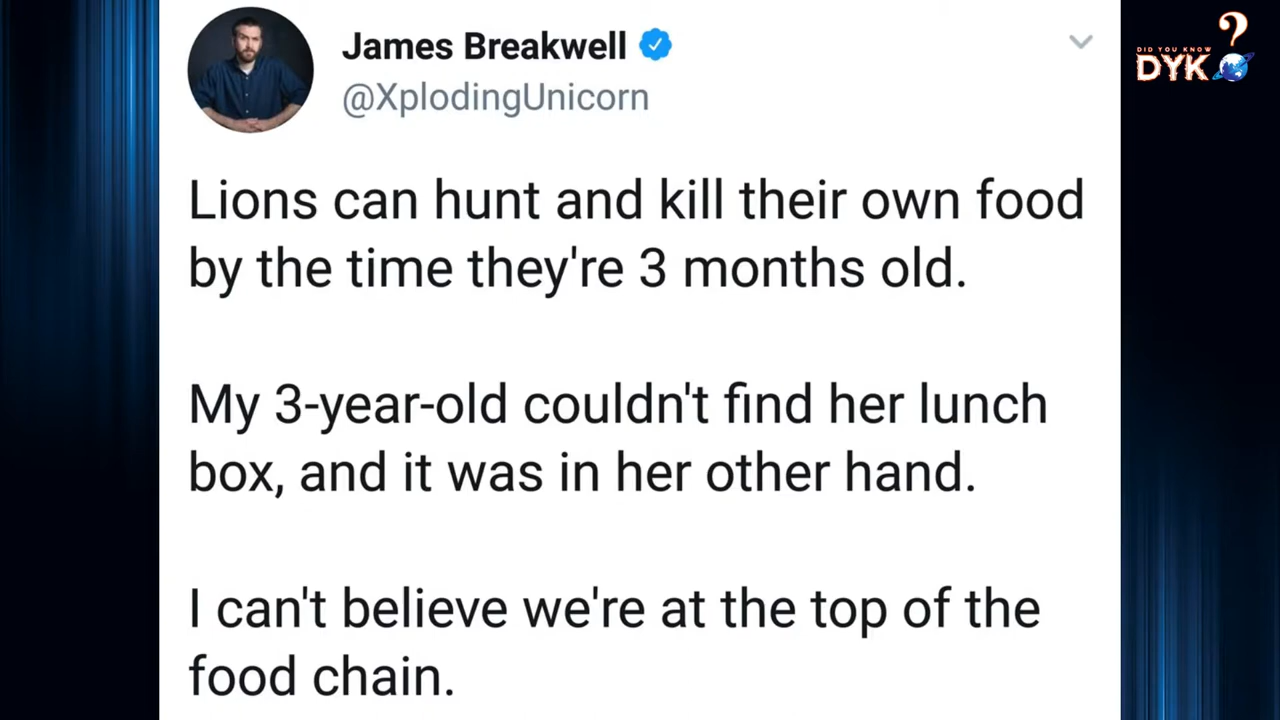 James Breakwell
@XplodingUnicorn
DID YOU KNOW
?
DYK
Lions can hunt and kill their own food
by the time they're 3 months old.
My 3-year-old couldn't find her lunch
box, and it was in her other hand.
I can't believe we're at the top of the
food chain.